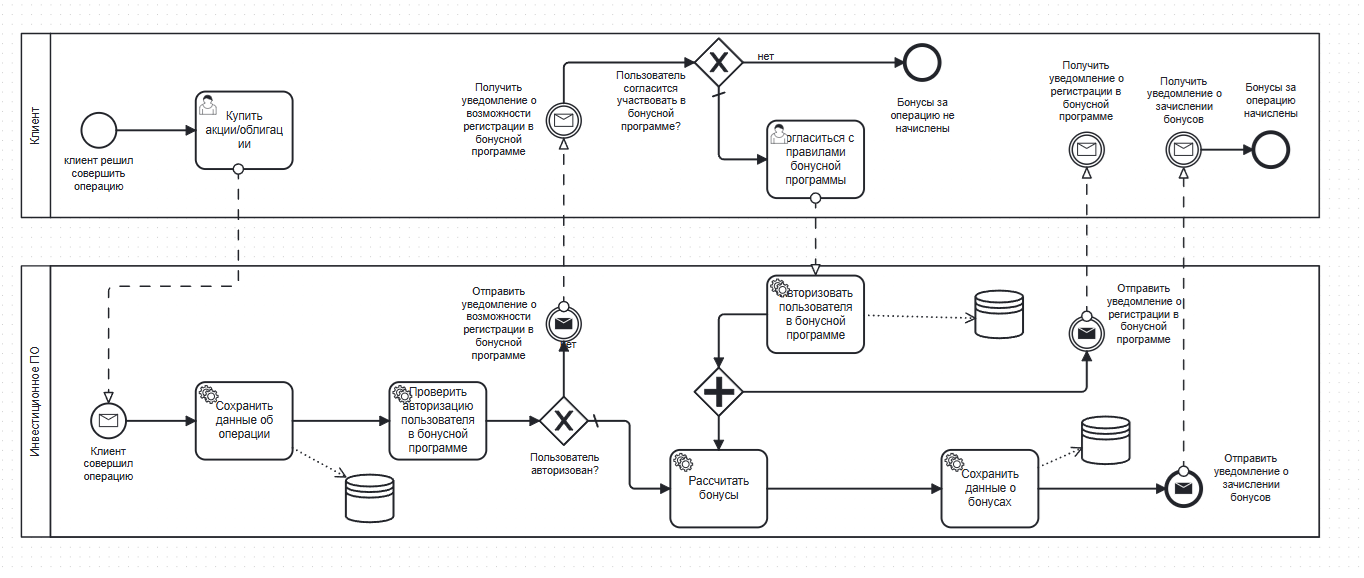 Клиент
клиент решил
совершить
операцию
Купить
акции/облигац
ии
Получить
уведомление о
возможности
регистрации в
бонусной
программе
Пользователь
согласится
участвовать в
бонусной
программе?
нет
Бонусы за
операцию не
начислены
огласиться с
правилами
бонусной
программы
Получить
уведомление о
регистрации в
бонусной
программе
Получить
уведомление о
зачислении
бонусов
Бонусы за
операцию
начислены
Инвестиционное ПО
Клиент
совершил
операцию
Сохранить
данные об
операции
Проверить
авторизацию
пользователя
в бонусной
программе
Пользователь
авторизован?
Отправить
уведомление о
возможности
регистрации в
бонусной
программе
нет
Авторизовать
пользователя
в бонусной
программе
Рассчитать
бонусы
Сохранить
данные о
бонусах
Отправить
уведомление о
регистрации в
бонусной
программе
Отправить
уведомление о
зачислении
бонусов